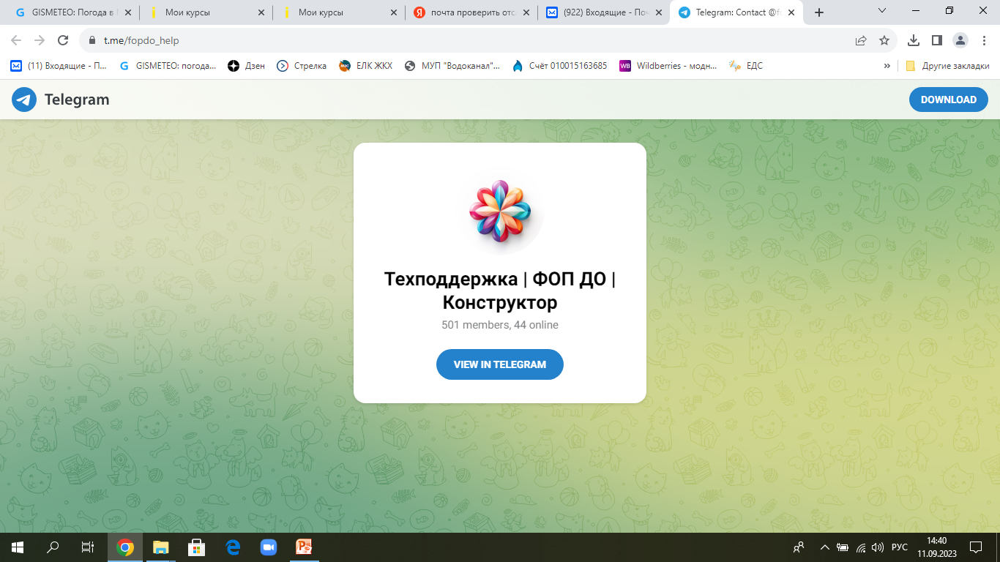 GISMETEO: Погода в
Мои курсы
Мои курсы
почта проверить отсл
(922) Входящие - Поч
Telegram: Contact @fo
t.me/fopdo_help
(11) Входящие - П...
GISMETEO: погода...
Дзен
Стрелка
ЕЛК ЖКХ
МУП "Водоканал"...
Счёт 010015163685
Wildberries - модн...
ЕДС
»
Другие закладки
Telegram
DOWNLOAD
Техподдержка | ФОП ДО |
Конструктор
501 members, 44 online
VIEW IN TELEGRAM
РУС
14:40
11.09.2023